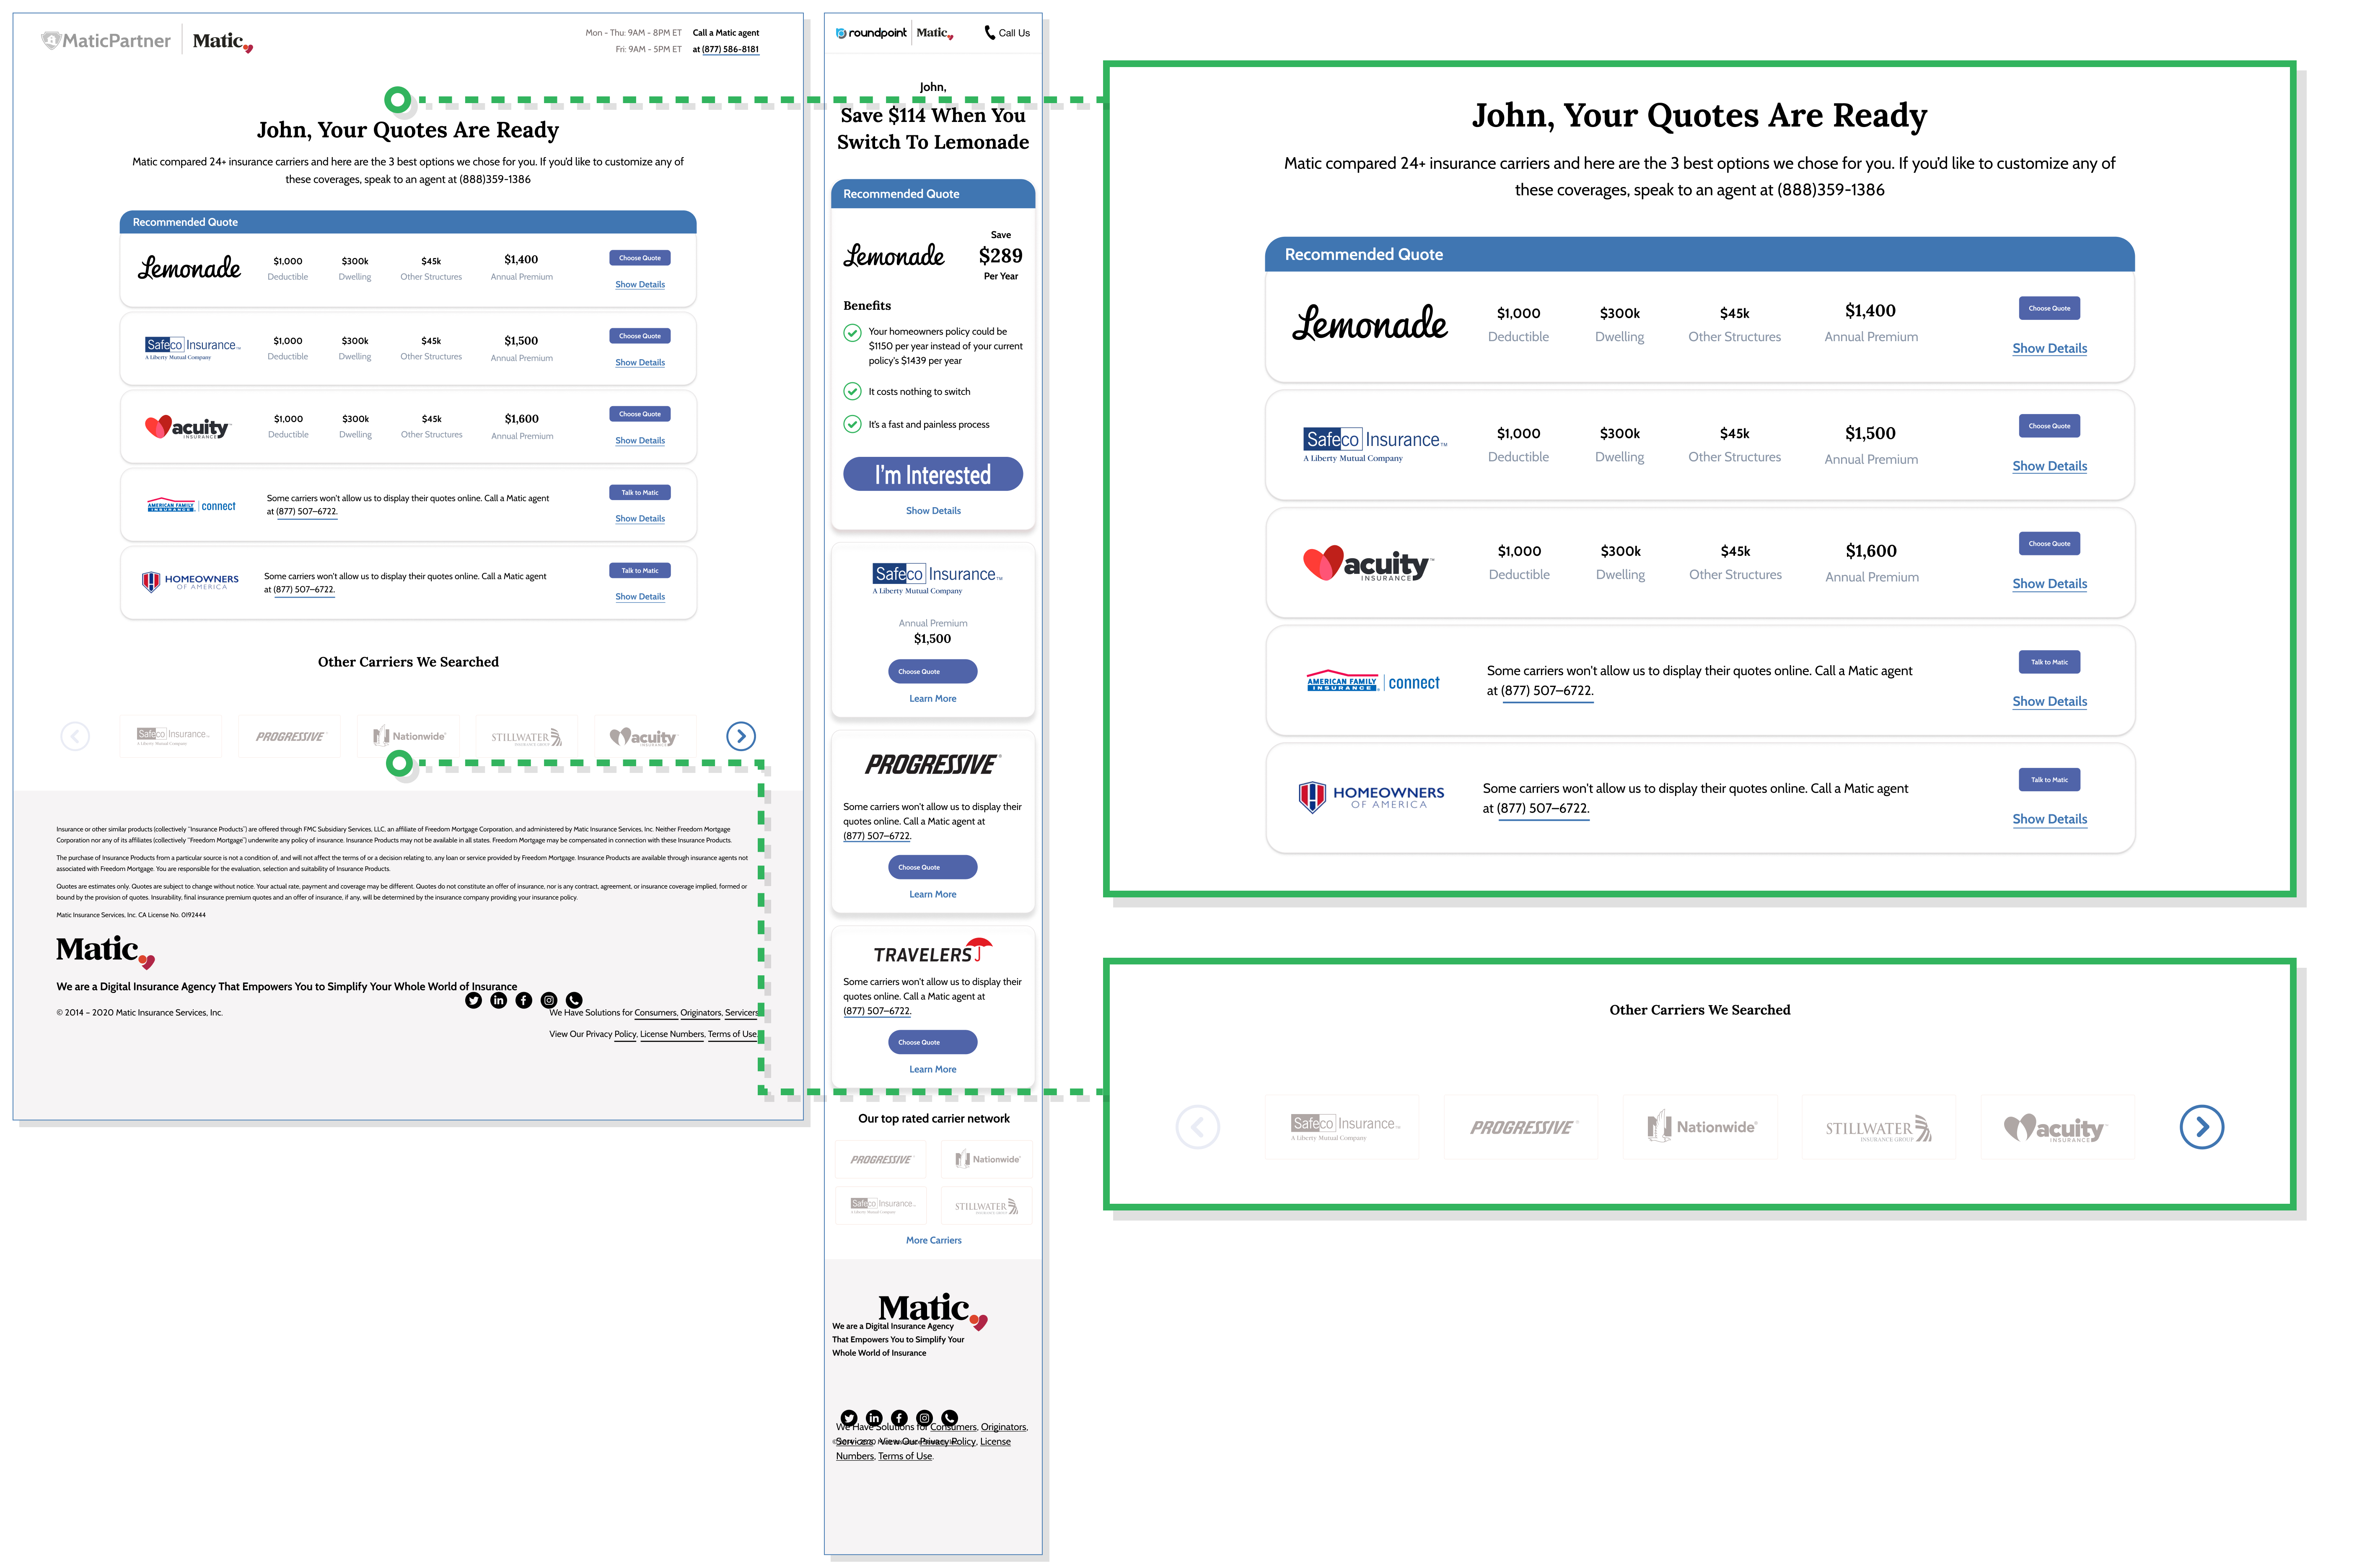 MaticPartner
Matic
Mon - Thu: 9AM - 8PM ET Call a Matic agent
Fri: 9AM - 5PM ET at (877) 586-8181
John, Your Quotes Are Ready
Matic compared 24+ insurance carriers and here are the 3 best options we chose for you. If you'd like to customize any of
these coverages, speak to an agent at (888)359-1386
Recommended Quote
Lemonade
$1,000 $300k $45k $1,400
Deductible Dwelling Other Structures Annual Premium
Choose Quote
Show Details
Safeco Insurance™
A Liberty Mutual Company
$1,000 $300k $45k $1,500
Deductible Dwelling Other Structures Annual Premium
Choose Quote
Show Details
acuity
INSURANCE
$1,000 $300k $45k $1,600
Deductible Dwelling Other Structures Annual Premium
Choose Quote
Show Details
AMERICAN FAMILY
INSURANCE
connect
Some carriers won't allow us to display their quotes online. Call a Matic agent
at (877) 507–6722.
Talk to Matic
Show Details
HOMEOWNERS
OF AMERICA
Some carriers won't allow us to display their quotes online. Call a Matic agent
at (877) 507–6722.
Talk to Matic
Show Details
Other Carriers We Searched
Safeco Insurance™
A Liberty Mutual Company
PROGRESSIVE
Nationwide®
STILLWATER
INSURANCE GROUP
acuity
Insurance or other similar products (collectively "Insurance Products") are offered through FMC Subsidiary Services, LLC, an affiliate of Freedom Mortgage Corporation, and administered by Matic Insurance Services, Inc. Neither Freedom Mortgage
Corporation nor any of its affiliates (collectively "Freedom Mortgage") underwrite any policy of insurance. Insurance Products may not be available in all states. Freedom Mortgage may be compensated in connection with these Insurance Products.
The purchase of Insurance Products from a particular source is not a condition of, and will not affect the terms of or a decision relating to, any loan or service provided by Freedom Mortgage. Insurance Products are available through insurance agents not
associated with Freedom Mortgage. You are responsible for the evaluation, selection and suitability of Insurance Products.
Quotes are estimates only. Quotes are subject to change without notice. Your actual rate, payment and coverage may be different. Quotes do not constitute an offer of insurance, nor is any contract, agreement, or insurance coverage implied, formed or
bound by the provision of quotes. Insurability, final insurance premium quotes and an offer of insurance, if any, will be determined by the insurance company providing your insurance policy.
Matic Insurance Services, Inc. CA License No. 0I92444
Matic
We are a Digital Insurance Agency That Empowers You to Simplify Your Whole World of Insurance
© 2014 – 2020 Matic Insurance Services, Inc.
We Have Solutions for Consumers, Originators, Servicers
View Our Privacy Policy, License Numbers, Terms of Use
roundpoint
Matic
Call Us
John,
Save $114 When You
Switch To Lemonade
Recommended Quote
Lemonade
Save
$289
Per Year
Benefits
Your homeowners policy could be
$1150 per year instead of your current
policy's $1439 per year
It costs nothing to switch
It's a fast and painless process
I'm Interested
Show Details
Safeco Insurance™
A Liberty Mutual Company
Annual Premium
$1,500
Choose Quote
Learn More
PROGRESSIVE®
Some carriers won't allow us to display their
quotes online. Call a Matic agent at
(877) 507–6722.
Choose Quote
Learn More
TRAVELERS
Some carriers won't allow us to display their
quotes online. Call a Matic agent at
(877) 507–6722.
Choose Quote
Learn More
Our top rated carrier network
PROGRESSIVE
Nationwide®
Safeco Insurance™
A Liberty Mutual Company
STILLWATER
INSURANCE GROUP
More Carriers
Matic
We are a Digital Insurance Agency
That Empowers You to Simplify Your
Whole World of Insurance
We Have Solutions for Consumers, Originators,
Servicers. View Our Privacy Policy, License
Numbers, Terms of Use.
John, Your Quotes Are Ready
Matic compared 24+ insurance carriers and here are the 3 best options we chose for you. If you'd like to customize any of
these coverages, speak to an agent at (888)359-1386
Recommended Quote
Lemonade
$1,000 $300k $45k $1,400
Deductible Dwelling Other Structures Annual Premium
Choose Quote
Show Details
Safeco Insurance™
A Liberty Mutual Company
$1,000 $300k $45k $1,500
Deductible Dwelling Other Structures Annual Premium
Choose Quote
Show Details
acuity™
INSURANCE
$1,000 $300k $45k $1,600
Deductible Dwelling Other Structures Annual Premium
Choose Quote
Show Details
AMERICAN FAMILY
INSURANCE®
connect
Some carriers won't allow us to display their quotes online. Call a Matic agent
at (877) 507–6722.
Talk to Matic
Show Details
HOMEOWNERS
OF AMERICA
Some carriers won't allow us to display their quotes online. Call a Matic agent
at (877) 507–6722.
Talk to Matic
Show Details
Other Carriers We Searched
Safeco Insurance™
A Liberty Mutual Company
PROGRESSIVE®
Nationwide®
STILLWATER
INSURANCE GROUP
acuity
INSURANCE